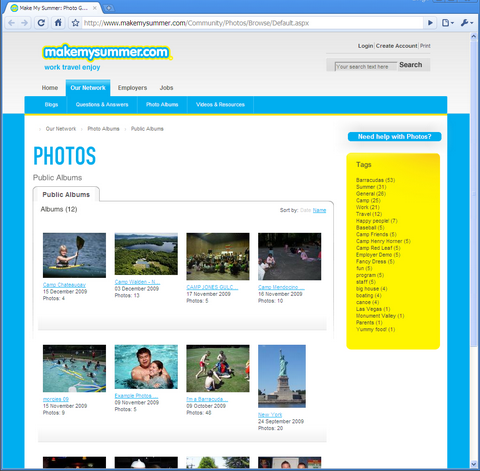 Make My Summer: Photo G...
http://www.makemysummer.com/Community/Photos/Browse/Default.aspx
Login | Create Account | Print
makemysummer.com
work travel enjoy
Your search text here Search
Home Our Network Employers Jobs
Blogs Questions & Answers Photo Albums Videos & Resources
Our Network Photo Albums Public Albums
Need help with Photos?
PHOTOS
Public Albums
Public Albums
Albums (12)
Sort by: Date Name
Camp Chateaugay
15 December 2009
Photos: 4
Camp Walden - N...
03 December 2009
Photos: 13
CAMP JONES GULC...
17 November 2009
Photos: 5
Camp Mendocino ...
16 November 2009
Photos: 10
morgies 09
15 November 2009
Photos: 9
Example Photos ...
09 November 2009
Photos: 2
I'm a Barracuda...
09 October 2009
Photos: 48
New York
24 September 2009
Photos: 20
Tags
Barracudas (53)
Summer (31)
General (28)
Camp (25)
Work (21)
Travel (12)
Happy people! (7)
Baseball (5)
Camp Friends (5)
Camp Henry Horner (5)
Camp Red Leaf (5)
Employer Demo (5)
Fancy Dress (5)
fun (5)
program (5)
staff (5)
big house (4)
boating (4)
canoe (4)
Las Vegas (1)
Monument Valley (1)
Parents (1)
Yummy food (1)